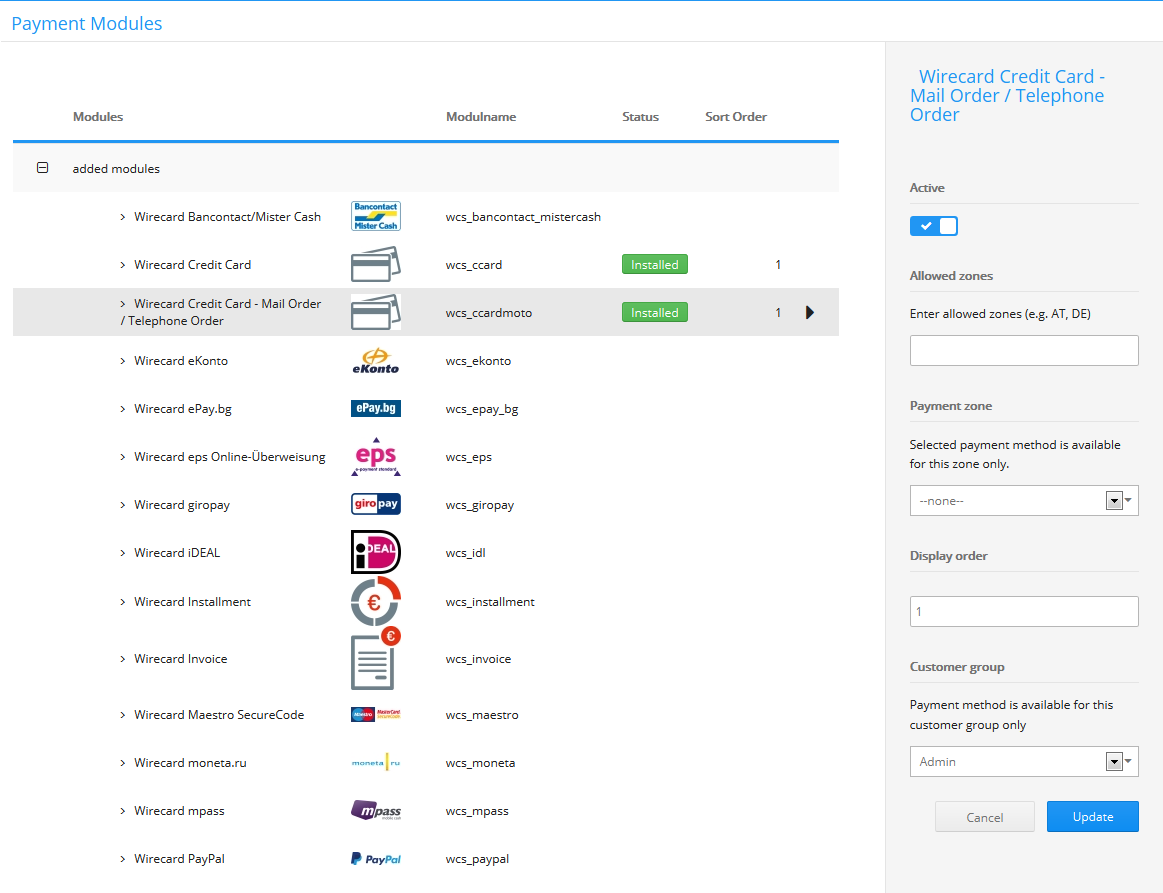 Payment Modules
Modules Modulname Status Sort Order
added modules
Wirecard Bancontact/Mister Cash Bancontact Mister Cash wcs_bancontact_mistercash
Wirecard Credit Card wcs_ccard Installed 1
Wirecard Credit Card - Mail Order
/ Telephone Order wcs_ccardmoto Installed 1
Wirecard eKonto eKonto wcs_ekonto
Wirecard ePay.bg ePay.bg wcs_epay_bg
Wirecard eps Online-Überweisung eps e-payment standard wcs_eps
Wirecard giropay giropay wcs_giropay
Wirecard iDEAL iDEAL wcs_idl
Wirecard Installment € wcs_installment
Wirecard Invoice € wcs_invoice
Wirecard Maestro SecureCode Maestro MasterCard SecureCode wcs_maestro
Wirecard moneta.ru moneta ru wcs_moneta
Wirecard mpass mpass wcs_mpass
Wirecard PayPal PayPal wcs_paypal
Wirecard Credit Card -
Mail Order / Telephone
Order
Active
Allowed zones
Enter allowed zones (e.g. AT, DE)
Payment zone
Selected payment method is available
for this zone only.
--none--
Display order
1
Customer group
Payment method is available for this
customer group only
Admin
Cancel Update